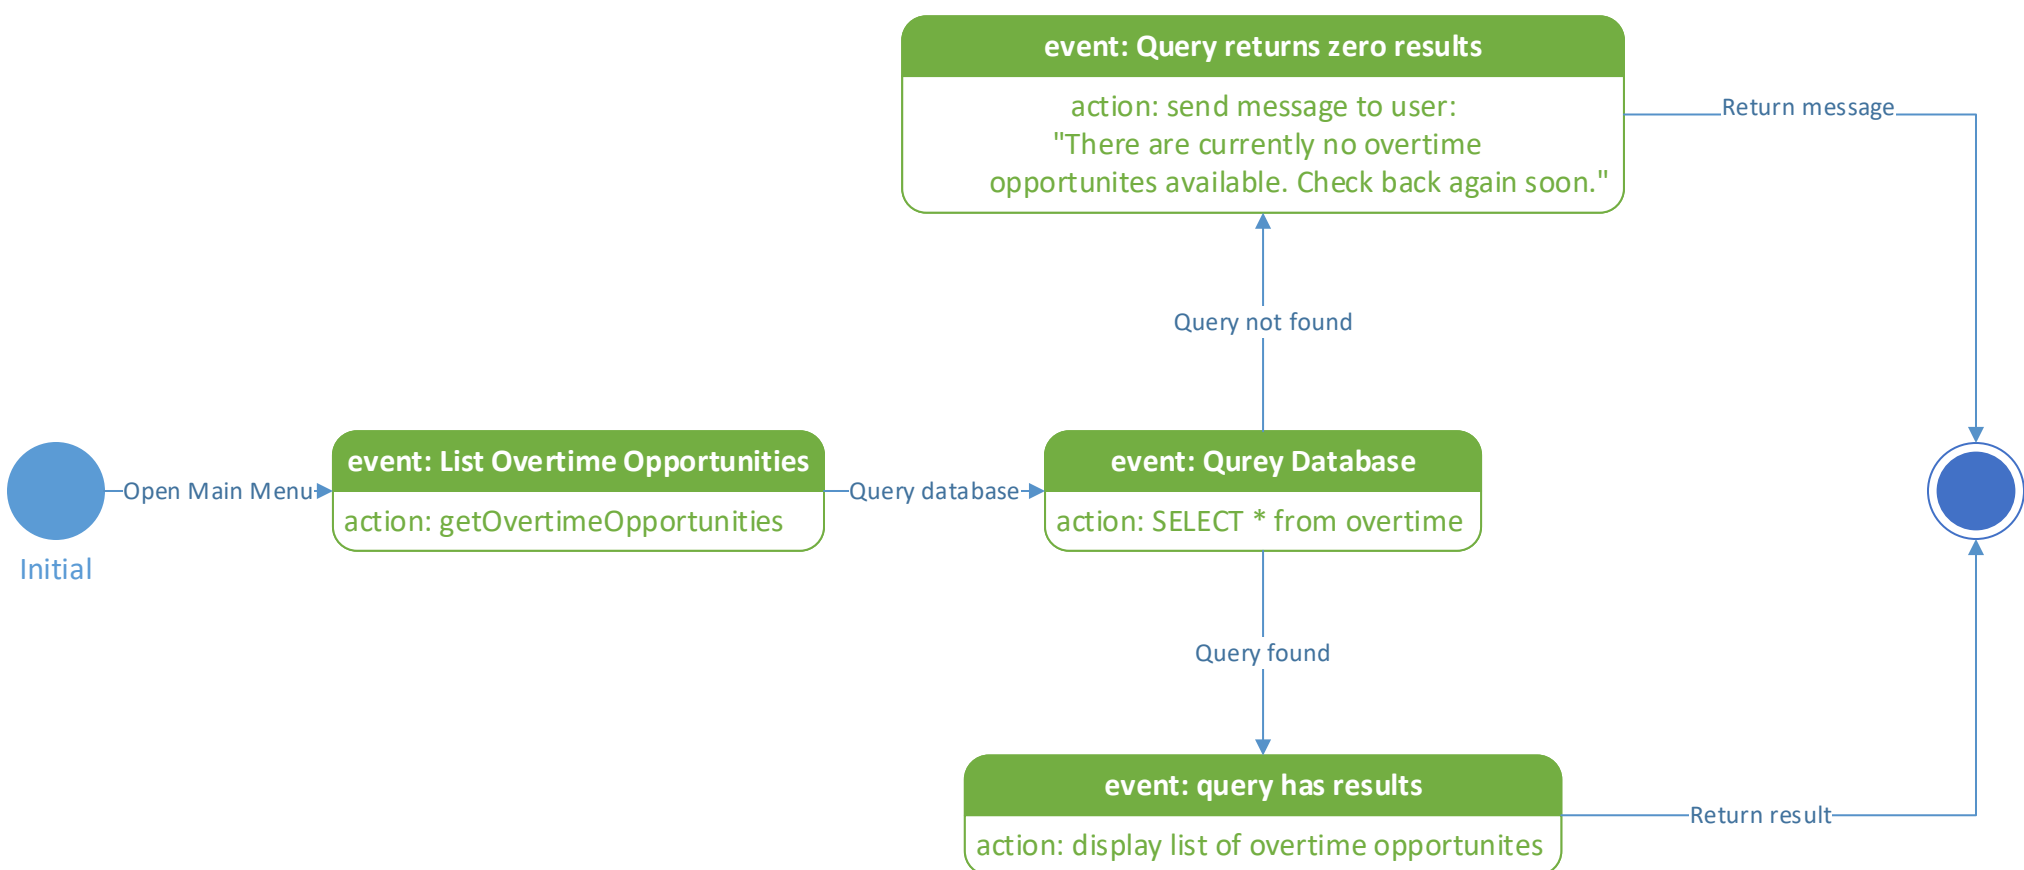 event: Query returns zero results
action: send message to user:
"There are currently no overtime
opportunites available. Check back again soon."
Return message
Query not found
Initial
Open Main Menu
event: List Overtime Opportunities
action: getOvertimeOpportunities
Query database
event: Qurey Database
action: SELECT * from overtime
Query found
event: query has results
action: display list of overtime opportunites
Return result